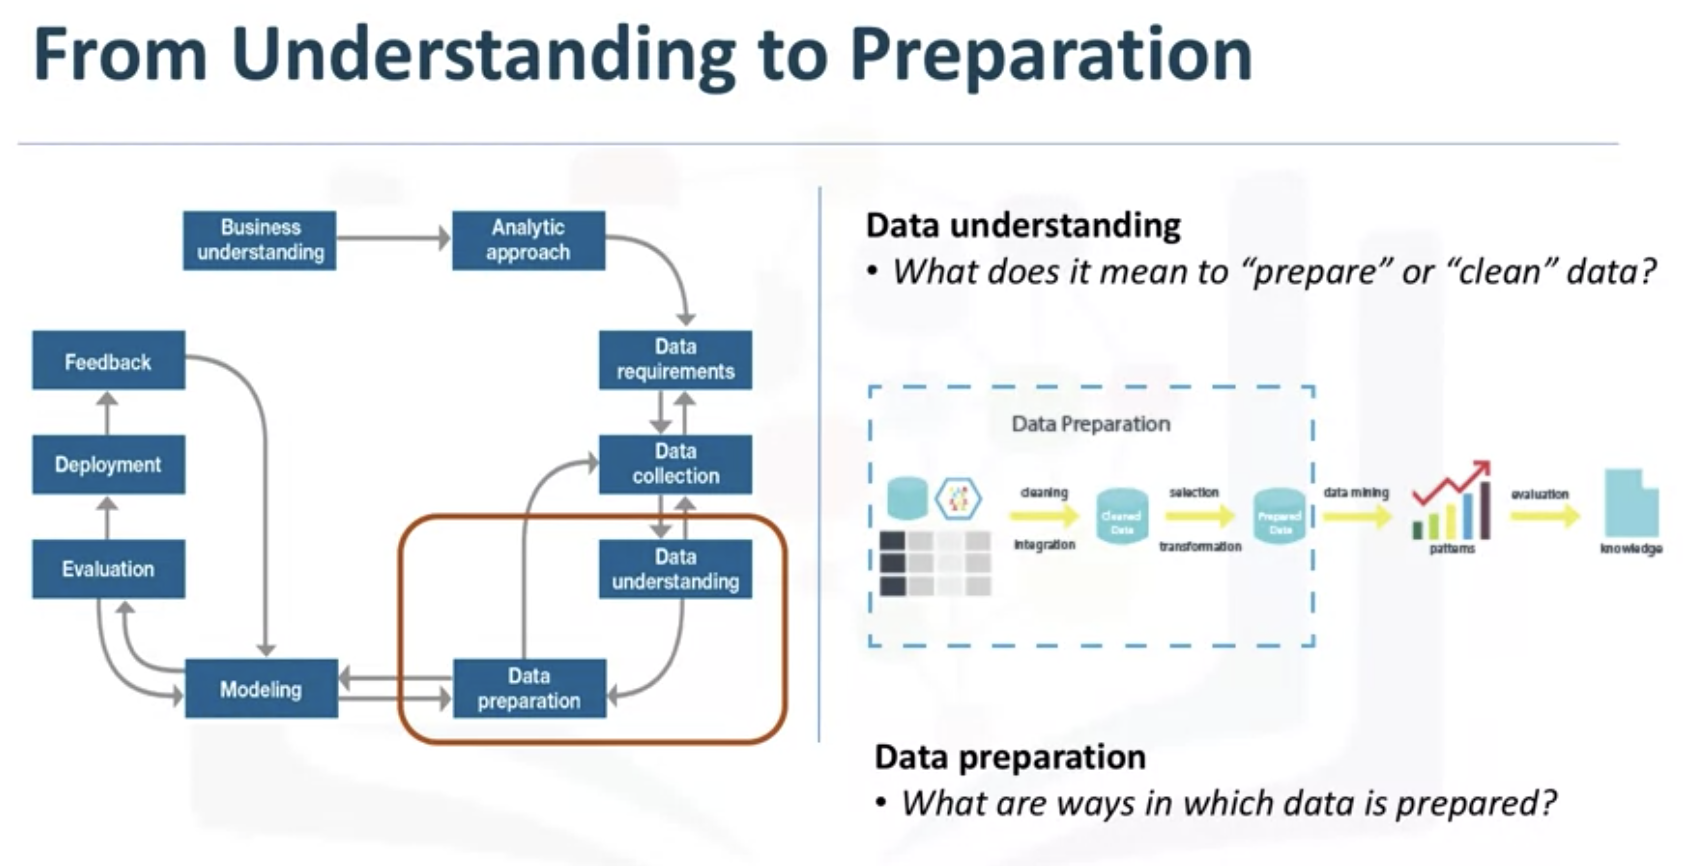 From Understanding to Preparation
Business
understanding
Analytic
approach
Feedback
Data
requirements
Deployment
Data
collection
Evaluation
Data
understanding
Modeling
Data
preparation
Data understanding
• What does it mean to “prepare” or “clean” data?
Data Preparation
cleaning
integration
Cleaned
Data
selection
transformation
Prepared
Data
data mining
patterns
evaluation
knowledge
Data preparation
• What are ways in which data is prepared?